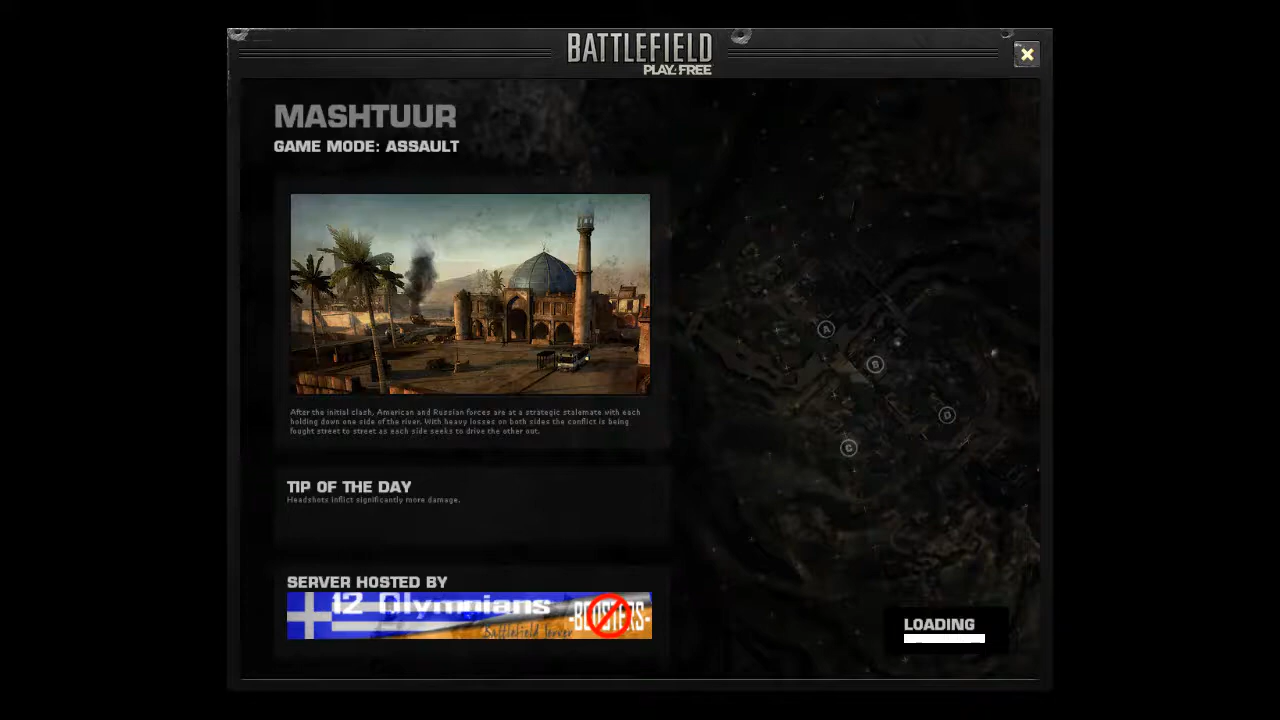 BATTLEFIELD
PLAY4FREE
MASHTUUR
GAME MODE: ASSAULT
After the initial clash, American and Russian forces are at a strategic stalemate with each
holding down one side of the river. With heavy losses on both sides the conflict is being
fought street to street as each side seeks to drive the other out.
A
B
D
C
TIP OF THE DAY
Headshots inflict significantly more damage.
SERVER HOSTED BY
12 Olympians
-BOOSTERS-
Battlefield Server
LOADING